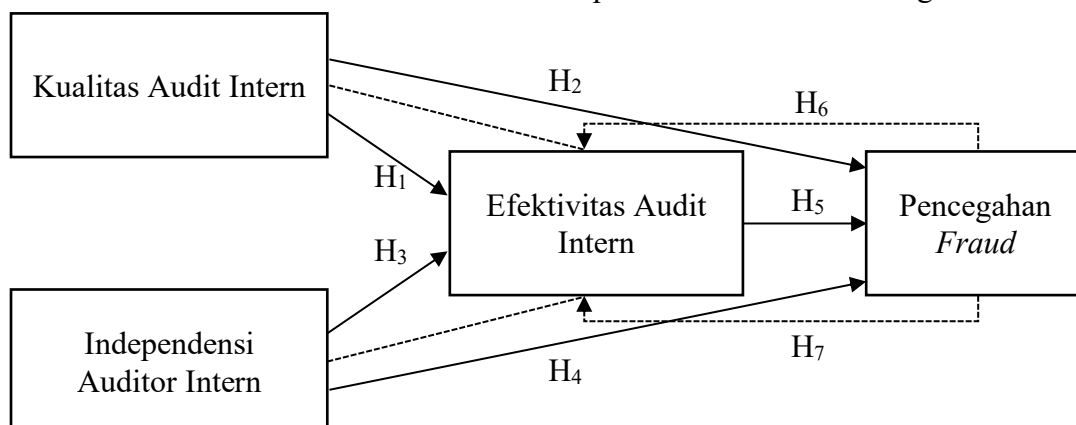 Kualitas Audit Intern
H2
H6
H1
Efektivitas Audit
Intern
H5
Pencegahan
Fraud
H3
Independensi
Auditor Intern
H4
H7